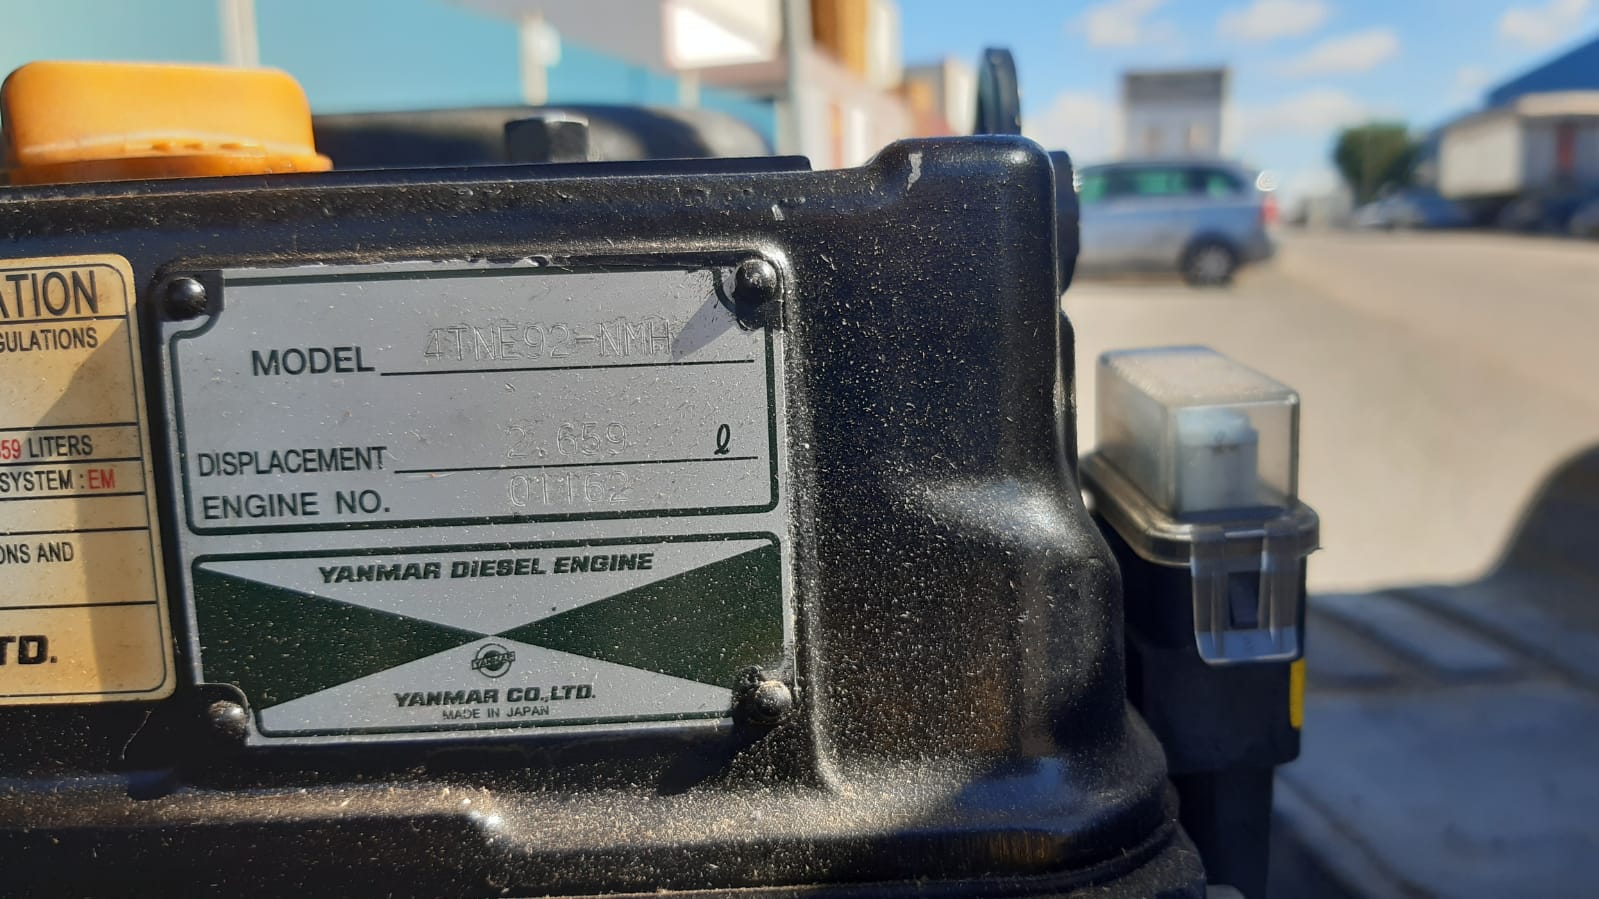 ATION
GULATIONS
59 LITERS
SYSTEM : EM
ONS AND
TD.
MODEL 4TNE92-NMH
DISPLACEMENT 2.659 ℓ
ENGINE NO. 01162
YANMAR DIESEL ENGINE
YANMAR
YANMAR CO.,LTD.
MADE IN JAPAN